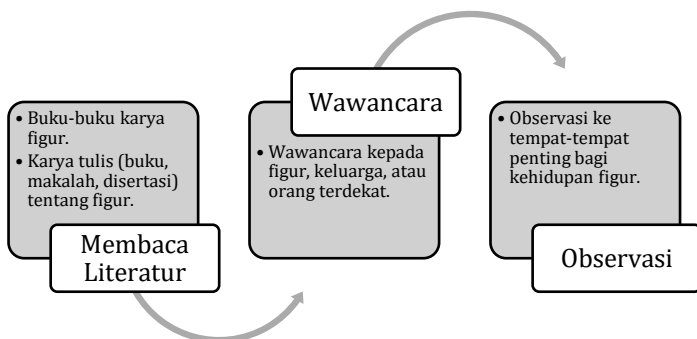 • Buku-buku karya
figur.
• Karya tulis (buku,
makalah, disertasi)
tentang figur.
Membaca
Literatur
Wawancara
• Wawancara kepada
figur, keluarga, atau
orang terdekat.
• Observasi ke
tempat-tempat
penting bagi
kehidupan figur.
Observasi